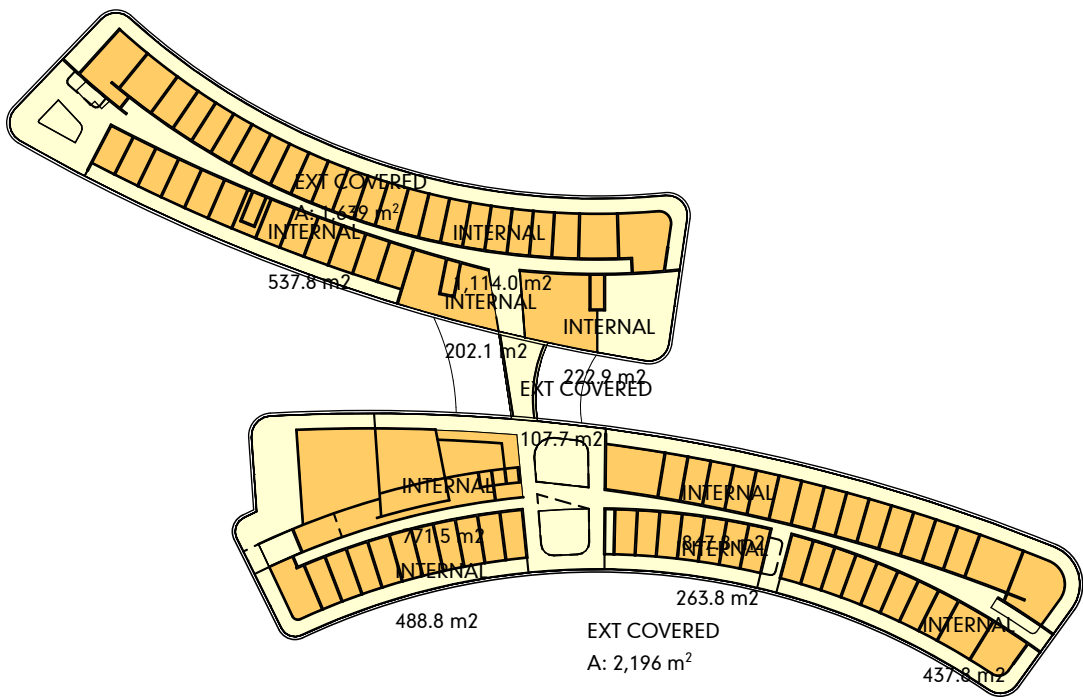 EXT COVERED
A: 1,639 m²
INTERNAL
537.8 m2
INTERNAL
1,114.0 m2
INTERNAL
202.1 m2
INTERNAL
222.9 m2
EXT COVERED
107.7 m2
INTERNAL
771.5 m2
INTERNAL
488.8 m2
INTERNAL
INTERNAL
263.8 m2
EXT COVERED
A: 2,196 m²
INTERNAL
437.8 m2